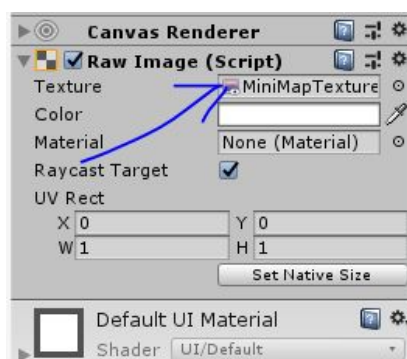 Canvas Renderer
Raw Image (Script)
Texture MiniMapTexture
Color
Material None (Material)
Raycast Target
UV Rect
X 0 Y 0
W 1 H 1
Set Native Size
Default UI Material
Shader UI/Default